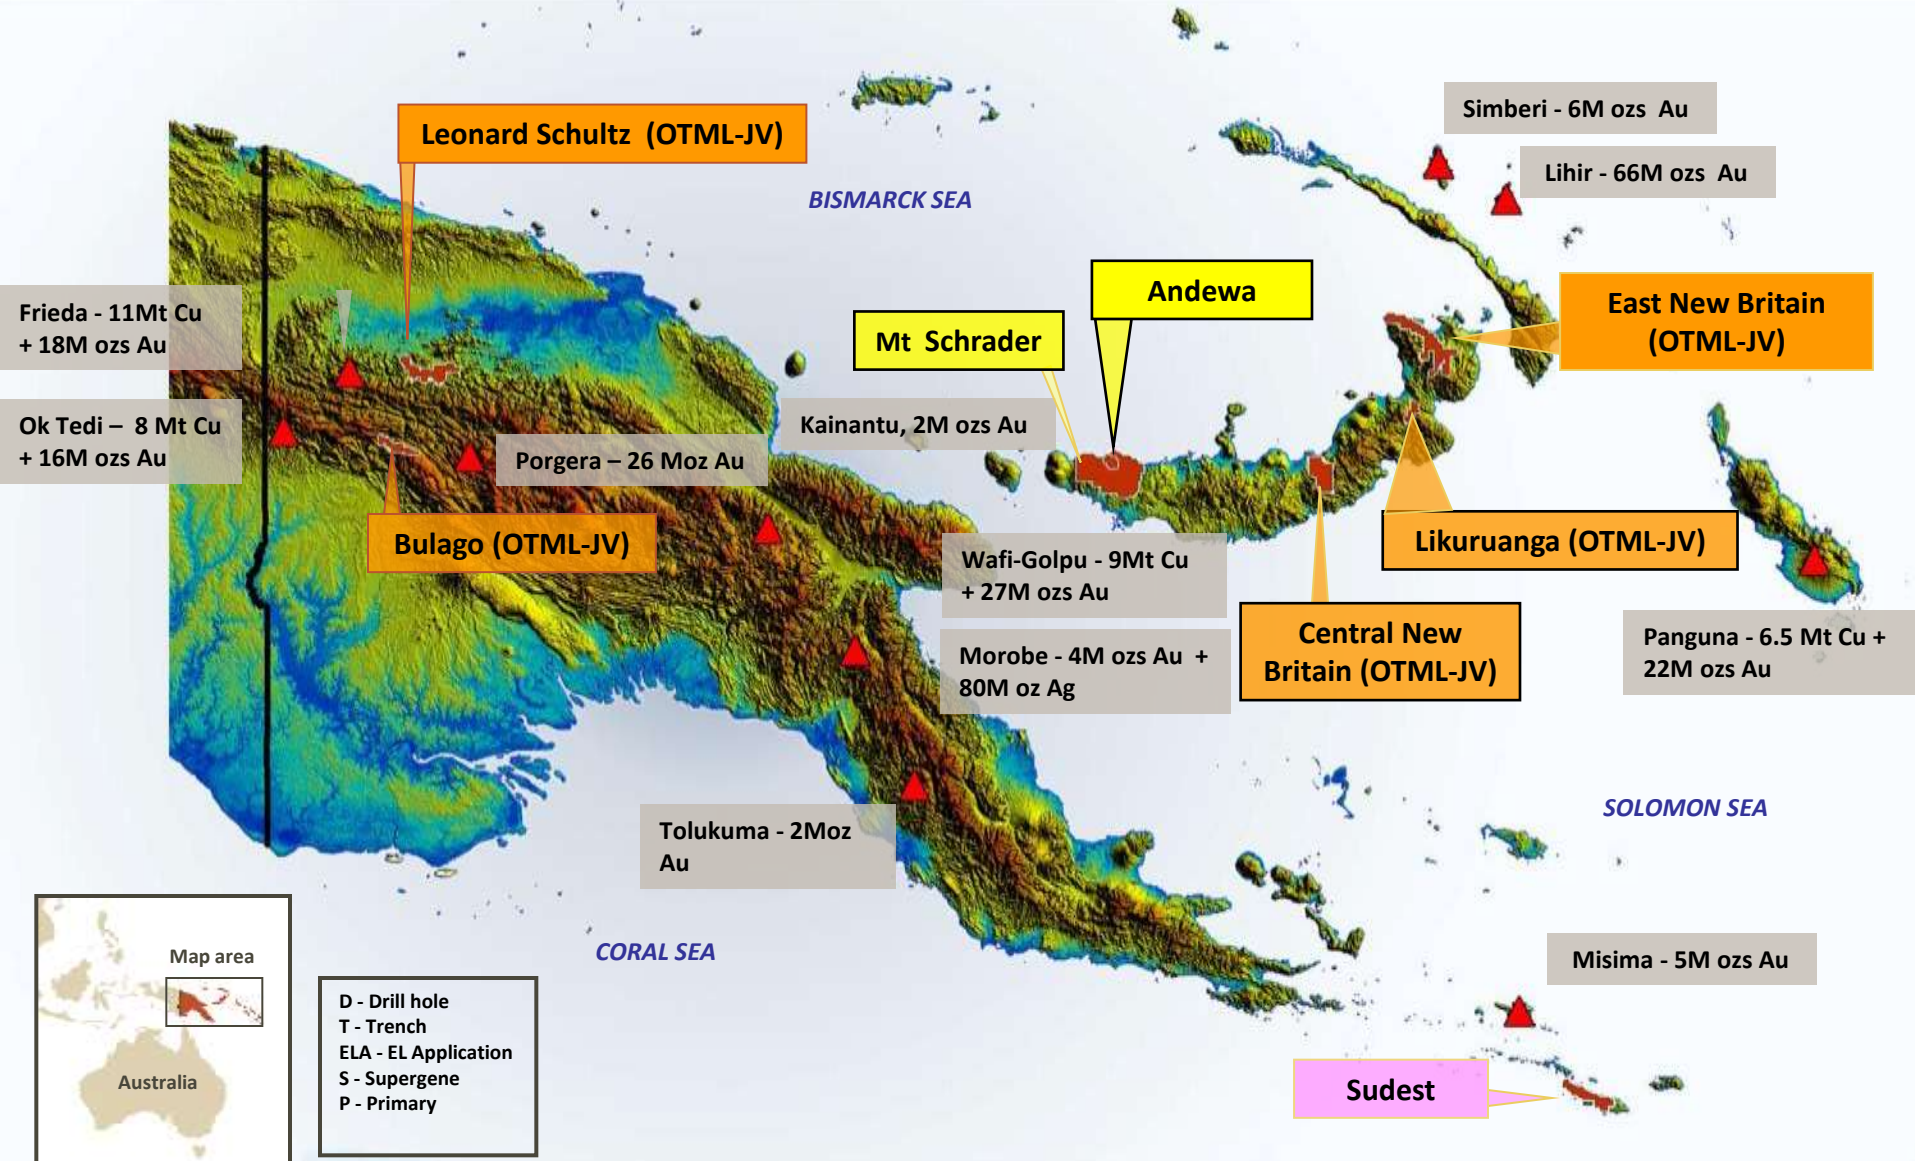 Simberi - 6M ozs Au
Leonard Schultz (OTML-JV)
Lihir - 66M ozs Au
BISMARCK SEA
Andewa
East New Britain
(OTML-JV)
Frieda - 11Mt Cu
+ 18M ozs Au
Mt Schrader
Ok Tedi – 8 Mt Cu
+ 16M ozs Au
Kainantu, 2M ozs Au
Porgera – 26 Moz Au
Bulago (OTML-JV)
Likuruanga (OTML-JV)
Wafi-Golpu - 9Mt Cu
+ 27M ozs Au
Central New
Britain (OTML-JV)
Panguna - 6.5 Mt Cu +
22M ozs Au
Morobe - 4M ozs Au +
80M oz Ag
Tolukuma - 2Moz
Au
SOLOMON SEA
CORAL SEA
Misima - 5M ozs Au
Sudest
Map area
Australia
D - Drill hole
T - Trench
ELA - EL Application
S - Supergene
P - Primary